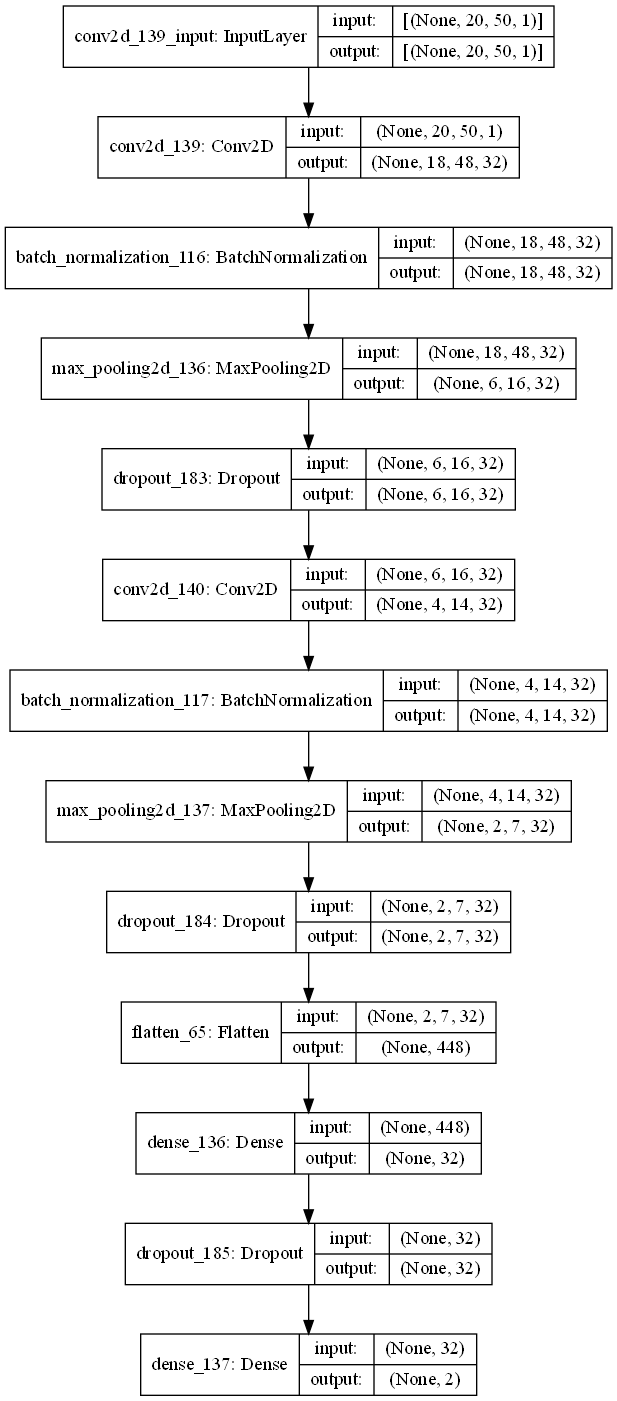 conv2d_139_input: InputLayer
input: [(None, 20, 50, 1)]
output: [(None, 20, 50, 1)]
conv2d_139: Conv2D
input: (None, 20, 50, 1)
output: (None, 18, 48, 32)
batch_normalization_116: BatchNormalization
input: (None, 18, 48, 32)
output: (None, 18, 48, 32)
max_pooling2d_136: MaxPooling2D
input: (None, 18, 48, 32)
output: (None, 6, 16, 32)
dropout_183: Dropout
input: (None, 6, 16, 32)
output: (None, 6, 16, 32)
conv2d_140: Conv2D
input: (None, 6, 16, 32)
output: (None, 4, 14, 32)
batch_normalization_117: BatchNormalization
input: (None, 4, 14, 32)
output: (None, 4, 14, 32)
max_pooling2d_137: MaxPooling2D
input: (None, 4, 14, 32)
output: (None, 2, 7, 32)
dropout_184: Dropout
input: (None, 2, 7, 32)
output: (None, 2, 7, 32)
flatten_65: Flatten
input: (None, 2, 7, 32)
output: (None, 448)
dense_136: Dense
input: (None, 448)
output: (None, 32)
dropout_185: Dropout
input: (None, 32)
output: (None, 32)
dense_137: Dense
input: (None, 32)
output: (None, 2)